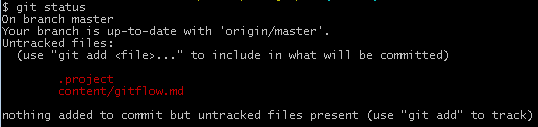 $ git status
On branch master
Your branch is up-to-date with 'origin/master'.
Untracked files:
  (use "git add <file>..." to include in what will be committed)

        .project
        content/gitflow.md

nothing added to commit but untracked files present (use "git add" to track)